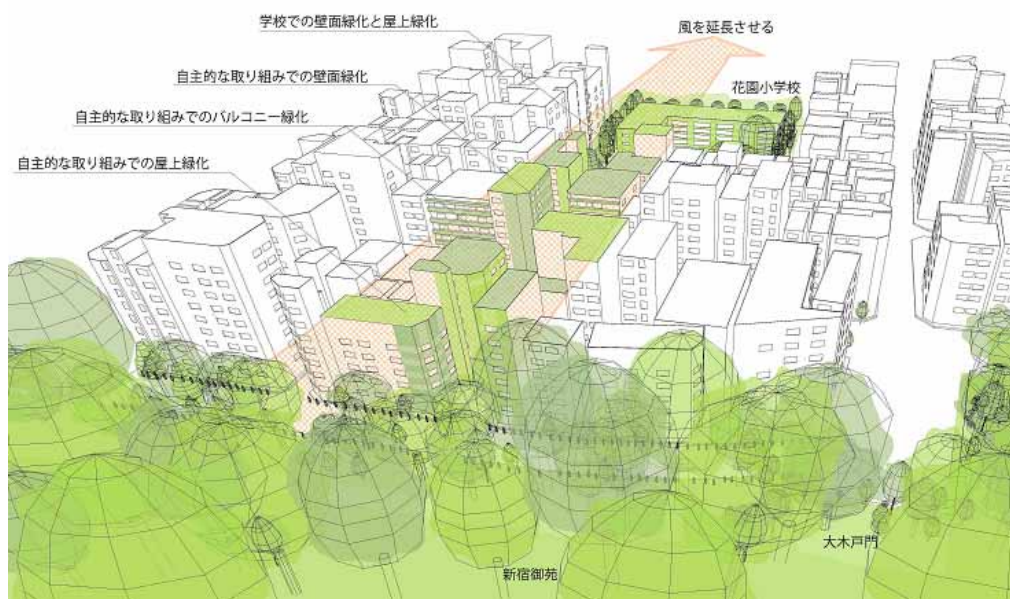 学校での壁面緑化と屋上緑化
風を延長させる
自主的な取り組みでの壁面緑化
花園小学校
自主的な取り組みでのバルコニー緑化
自主的な取り組みでの屋上緑化
大木戸門
新宿御苑